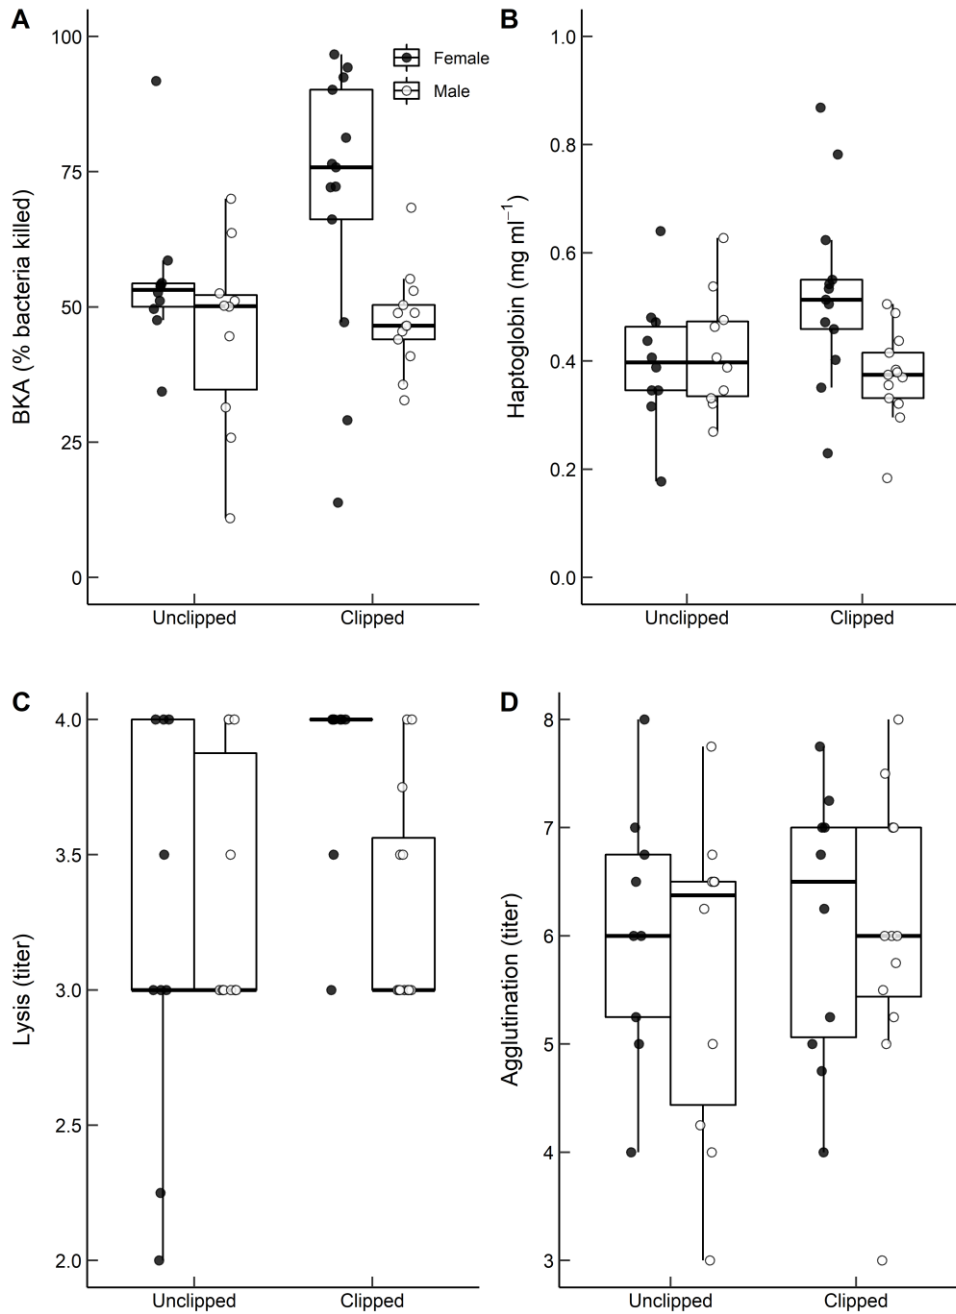 A
BKA (% bacteria killed)
100
75
50
25
0
Female
Male
Unclipped
Clipped
B
Haptoglobin (mg ml⁻¹)
1.0
0.8
0.6
0.4
0.2
0.0
Unclipped
Clipped
C
Lysis (titer)
4.0
3.5
3.0
2.5
2.0
Unclipped
Clipped
D
Agglutination (titer)
8
7
6
5
4
3
Unclipped
Clipped